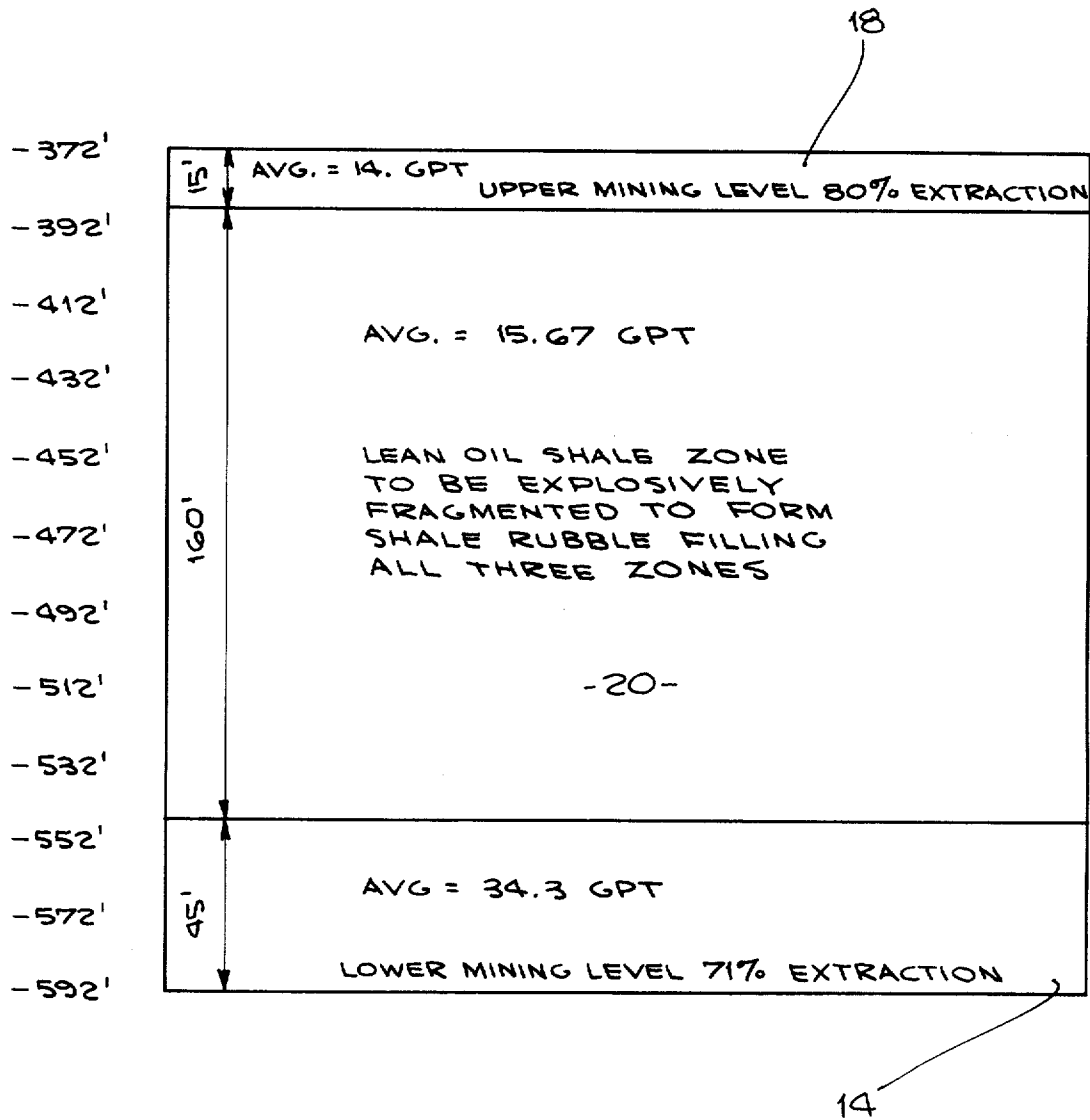 18
-372'
15'
AVG. = 14. GPT
UPPER MINING LEVEL 80% EXTRACTION
-392'
-412'
AVG. = 15.67 GPT
-432'
-452'
LEAN OIL SHALE ZONE
TO BE EXPLOSIVELY
FRAGMENTED TO FORM
-472'
160'
SHALE RUBBLE FILLING
ALL THREE ZONES
-492'
-512'
-20-
-532'
-552'
45'
AVG = 34.3 GPT
-572'
LOWER MINING LEVEL 71% EXTRACTION
-592'
14